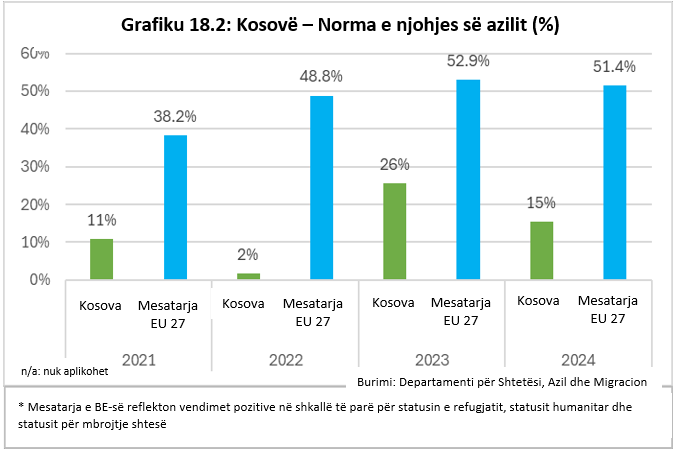 Grafiku 18.2: Kosovë – Norma e njohjes së azilit (%)
60%
50%
40%
30%
20%
10%
0%
11%
38.2%
2%
48.8%
26%
52.9%
15%
51.4%
Kosova
Mesatarja
EU 27
Kosova
Mesatarja
EU 27
Kosova
Mesatarja
EU 27
Kosova
Mesatarja
EU 27
2021
2022
2023
2024
n/a: nuk aplikohet
Burimi: Departamenti për Shtetësi, Azil dhe Migracion
* Mesatarja e BE-së reflekton vendimet pozitive në shkallë të parë për statusin e refugjatit, statusit humanitar dhe
statusit për mbrojtje shtesë